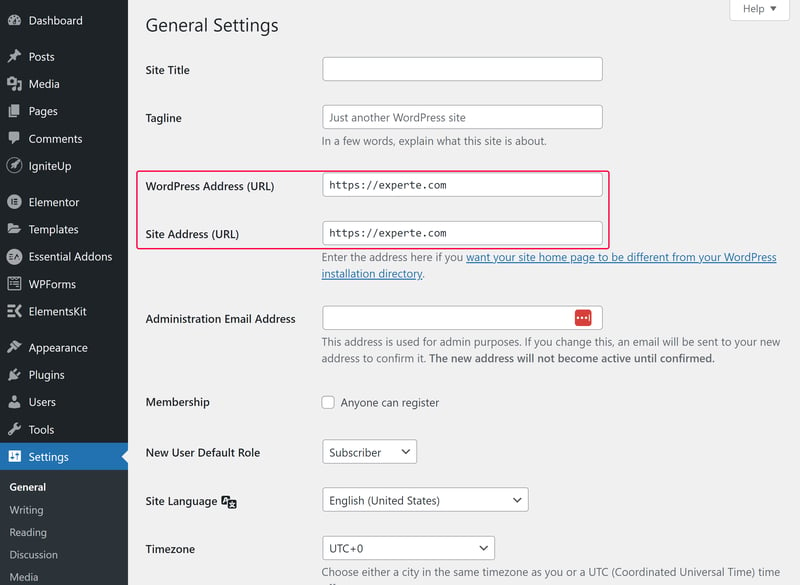 Dashboard
Posts
Media
Pages
Comments
IgniteUp
Elementor
Templates
Essential Addons
WPForms
ElementsKit
Appearance
Plugins
Users
Tools
Settings
General
Writing
Reading
Discussion
Media
Help
General Settings
Site Title
Tagline
Just another WordPress site
In a few words, explain what this site is about.
WordPress Address (URL)
https://experte.com
Site Address (URL)
https://experte.com
Enter the address here if you want your site home page to be different from your WordPress
installation directory.
Administration Email Address
This address is used for admin purposes. If you change this, an email will be sent to your new
address to confirm it. The new address will not become active until confirmed.
Membership
Anyone can register
New User Default Role
Subscriber
Site Language
English (United States)
Timezone
UTC+0
Choose either a city in the same timezone as you or a UTC (Coordinated Universal Time) time